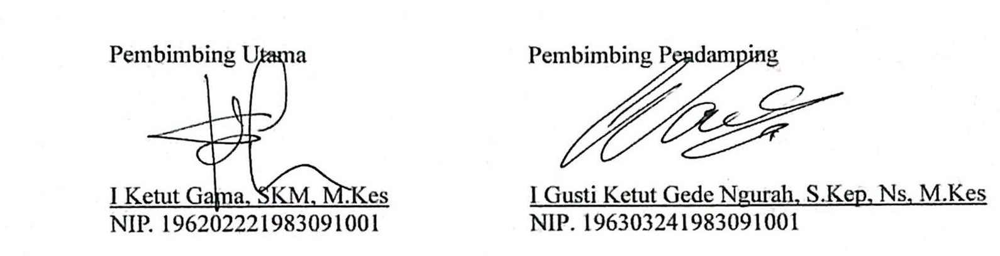 Pembimbing Utama
Pembimbing Pendamping
I Ketut Gama, SKM, M.Kes
I Gusti Ketut Gede Ngurah, S.Kep, Ns, M.Kes
NIP. 196202221983091001
NIP. 196303241983091001